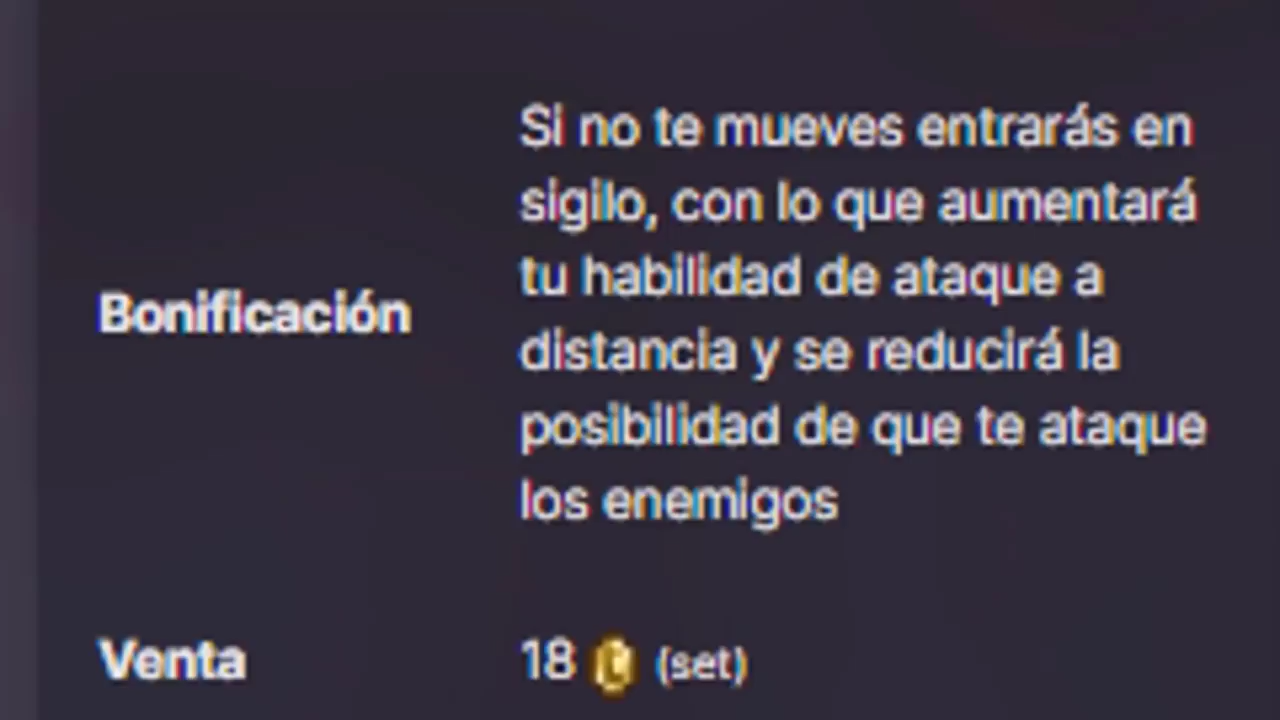 Si no te mueves entrarás en
sigilo, con lo que aumentará
tu habilidad de ataque a
Bonificación
distancia y se reducirá la
posibilidad de que te ataque
los enemigos
Venta 18 (set)